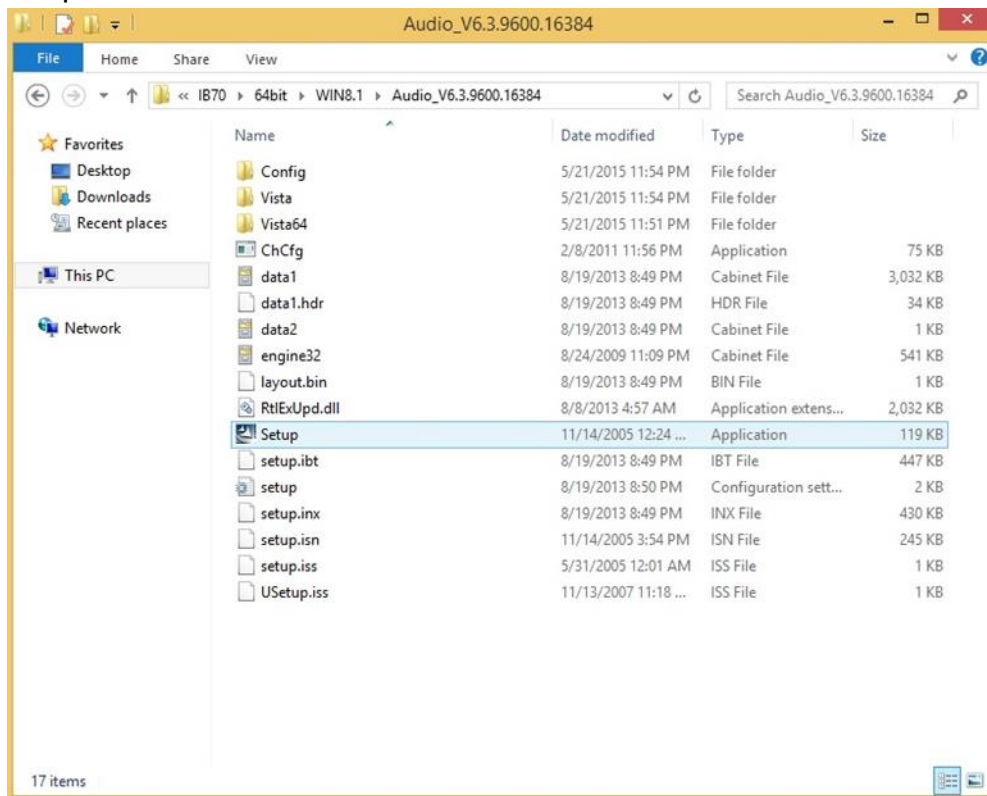 Audio_V6.3.9600.16384
File Home Share View
« IB70 64bit WIN8.1 Audio_V6.3.9600.16384 Search Audio_V6.3.9600.16384
Name Date modified Type Size
Favorites
Desktop
Downloads
Recent places
This PC
Network
Config 5/21/2015 11:54 PM File folder
Vista 5/21/2015 11:54 PM File folder
Vista64 5/21/2015 11:51 PM File folder
ChCfg 2/8/2011 11:56 PM Application 75 KB
data1 8/19/2013 8:49 PM Cabinet File 3,032 KB
data1.hdr 8/19/2013 8:49 PM HDR File 34 KB
data2 8/19/2013 8:49 PM Cabinet File 1 KB
engine32 8/24/2009 11:09 PM Cabinet File 541 KB
layout.bin 8/19/2013 8:49 PM BIN File 1 KB
RtlExUpd.dll 8/8/2013 4:57 AM Application extens... 2,032 KB
Setup 11/14/2005 12:24 ... Application 119 KB
setup.ibt 8/19/2013 8:49 PM IBT File 447 KB
setup 8/19/2013 8:50 PM Configuration sett... 2 KB
setup.inx 8/19/2013 8:49 PM INX File 430 KB
setup.isn 11/14/2005 3:54 PM ISN File 245 KB
setup.iss 5/31/2005 12:01 AM ISS File 1 KB
USetup.iss 11/13/2007 11:18 ... ISS File 1 KB
17 items